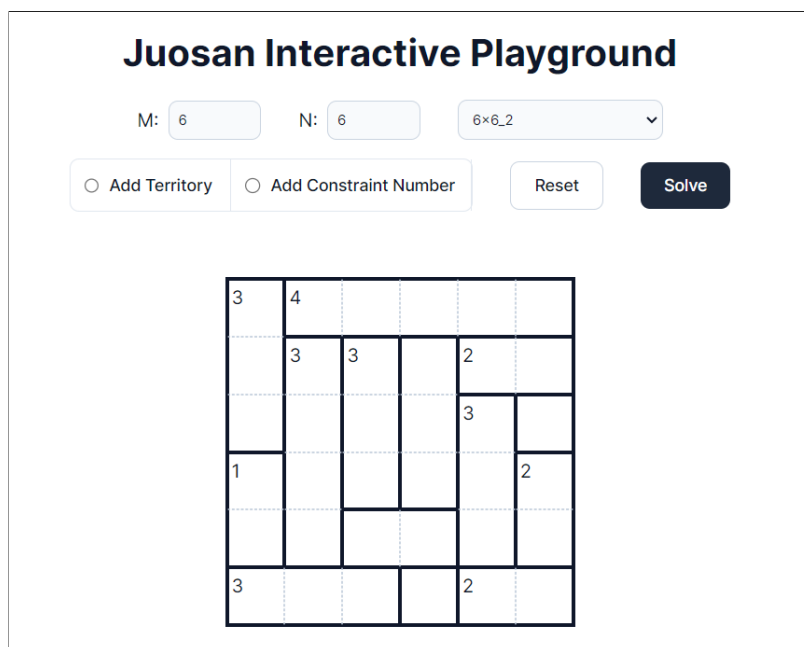 Juosan Interactive Playground
M: 6 N: 6 6×6_2
Add Territory Add Constraint Number Reset Solve
3 4
3 3 2
3
1 2
3 2